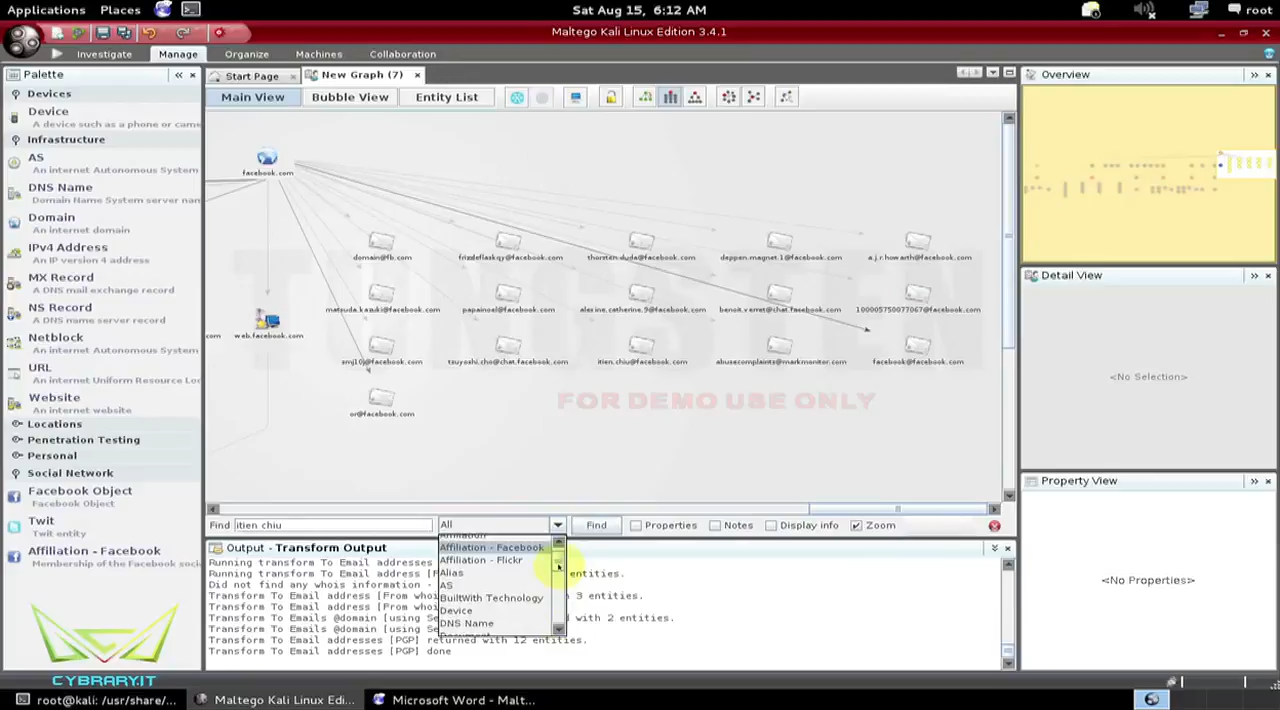 Applications Places Sat Aug 15, 6:12 AM root
Maltego Kali Linux Edition 3.4.1
Investigate Manage Organize Machines Collaboration
Palette
Start Page New Graph (7)
Overview
Devices
Main View Bubble View Entity List
Device
A device such as a phone or came
Infrastructure
AS
An internet Autonomous System
DNS Name
Domain Name System server nam
Domain
An internet domain
IPv4 Address
An IP version 4 address
MX Record
A DNS mail exchange record
NS Record
A DNS name server record
Netblock
An internet Autonomous System
URL
An internet Uniform Resource Loc
Website
An internet website
Locations
Penetration Testing
Personal
Social Network
Facebook Object
Facebook Object
Twit
Twit entity
Affiliation - Facebook
Membership of the Facebook soci
facebook.com
domain@fb.com
thorsten.duda@facebook.com
deppen.magnet.1@facebook.com
a.j.r.howarth@facebook.com
matsuda.kazuki@facebook.com papainoel@facebook.com
benoit.verrat@chat.facebook.com 100005750077067@facebook.com
com web.facebook.com
smj10j@facebook.com tsuyoshi.cho@chat.facebook.com itien.chiu@facebook.com abusecomplaints@markmonitor.com facebook@facebook.com
or@facebook.com
FOR DEMO USE ONLY
Detail View
<No Selection>
Property View
<No Properties>
Find itien chiu All Find Properties Notes Display info Zoom
Affiliation
Affiliation - Facebook
Affiliation - Flickr
Alias
AS
BuiltWith Technology
Device
DNS Name
Document
Output - Transform Output
Running transform To Email addresses
Running transform To Email address [F entities.
Did not find any whois information -
Transform To Email address [From whoi h 3 entities.
Transform To Emails @domain [using Se d with 2 entities.
Transform To Emails @domain [using Se
Transform To Email addresses [PGP] returned with 12 entities.
Transform To Email addresses [PGP] done
CYBRARY.IT
root@kali: /usr/share/... Maltego Kali Linux Edi... Microsoft Word - Malt...